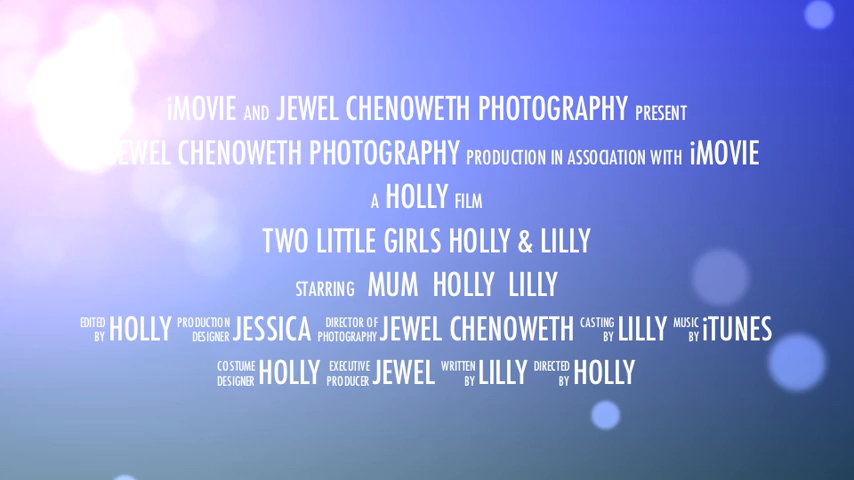 iMOVIE AND JEWEL CHENOWETH PHOTOGRAPHY PRESENT
JEWEL CHENOWETH PHOTOGRAPHY PRODUCTION IN ASSOCIATION WITH iMOVIE
A HOLLY FILM
TWO LITTLE GIRLS HOLLY & LILLY
STARRING MUM HOLLY LILLY
EDITED BY HOLLY PRODUCTION DESIGNER JESSICA DIRECTOR OF PHOTOGRAPHY JEWEL CHENOWETH CASTING BY LILLY MUSIC BY iTUNES
COSTUME DESIGNER HOLLY EXECUTIVE PRODUCER JEWEL WRITTEN BY LILLY DIRECTED BY HOLLY